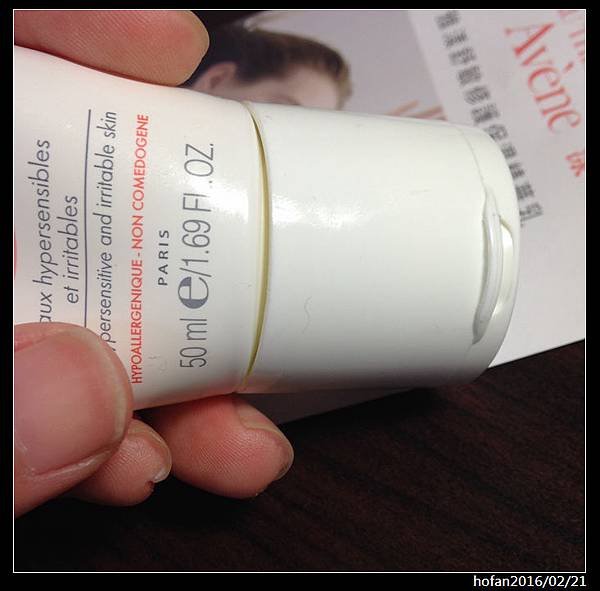 aux hypersensibles
et irritables
persensitive and irritable skin
HYPOALLERGENIQUE - NON COMEDOGENE
PARIS
50 ml e/1.69 FL.OZ.
Avène
hofan2016/02/21